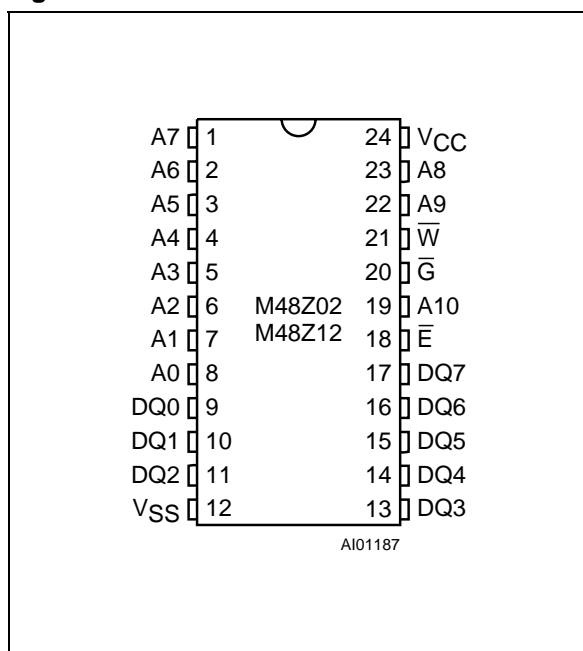 A7 1 24 VCC
A6 2 23 A8
A5 3 22 A9
A4 4 21 W̅
A3 5 20 G̅
A2 6 M48Z02 19 A10
A1 7 M48Z12 18 E̅
A0 8 17 DQ7
DQ0 9 16 DQ6
DQ1 10 15 DQ5
DQ2 11 14 DQ4
VSS 12 13 DQ3
AI01187